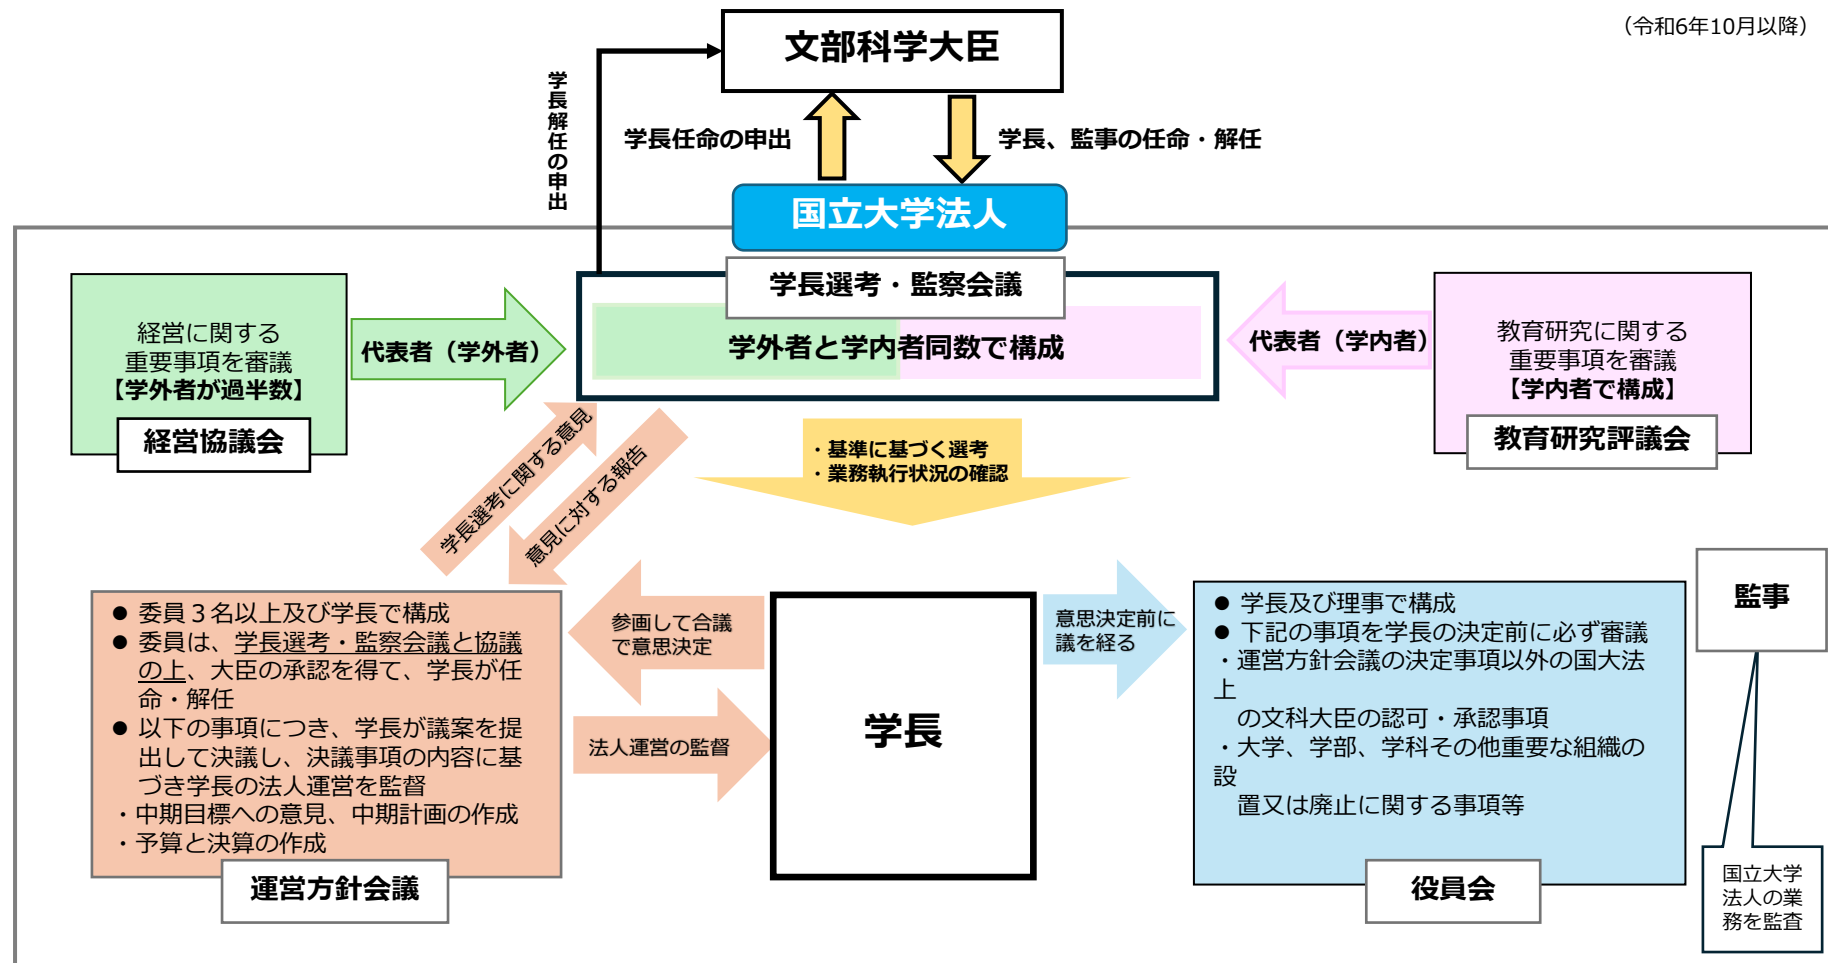 （令和6年10月以降）
文部科学大臣
学長解任の申出
学長任命の申出
学長、監事の任命・解任
国立大学法人
学長選考・監察会議
学外者と学内者同数で構成
経営に関する
重要事項を審議
【学外者が過半数】
経営協議会
代表者（学外者）
代表者（学内者）
教育研究に関する
重要事項を審議
【学内者で構成】
教育研究評議会
学長選考に関する意見
意見に対する報告
・基準に基づく選考
・業務執行状況の確認
● 委員３名以上及び学長で構成
● 委員は、学長選考・監察会議と協議
の上、大臣の承認を得て、学長が任
命・解任
● 以下の事項につき、学長が議案を提
出して決議し、決議事項の内容に基
づき学長の法人運営を監督
・中期目標への意見、中期計画の作成
・予算と決算の作成
運営方針会議
参画して合議
で意思決定
法人運営の監督
学長
意思決定前に
議を経る
● 学長及び理事で構成
● 下記の事項を学長の決定前に必ず審議
・運営方針会議の決定事項以外の国大法
上
の文科大臣の認可・承認事項
・大学、学部、学科その他重要な組織の
設
置又は廃止に関する事項等
役員会
監事
国立大学
法人の業
務を監査